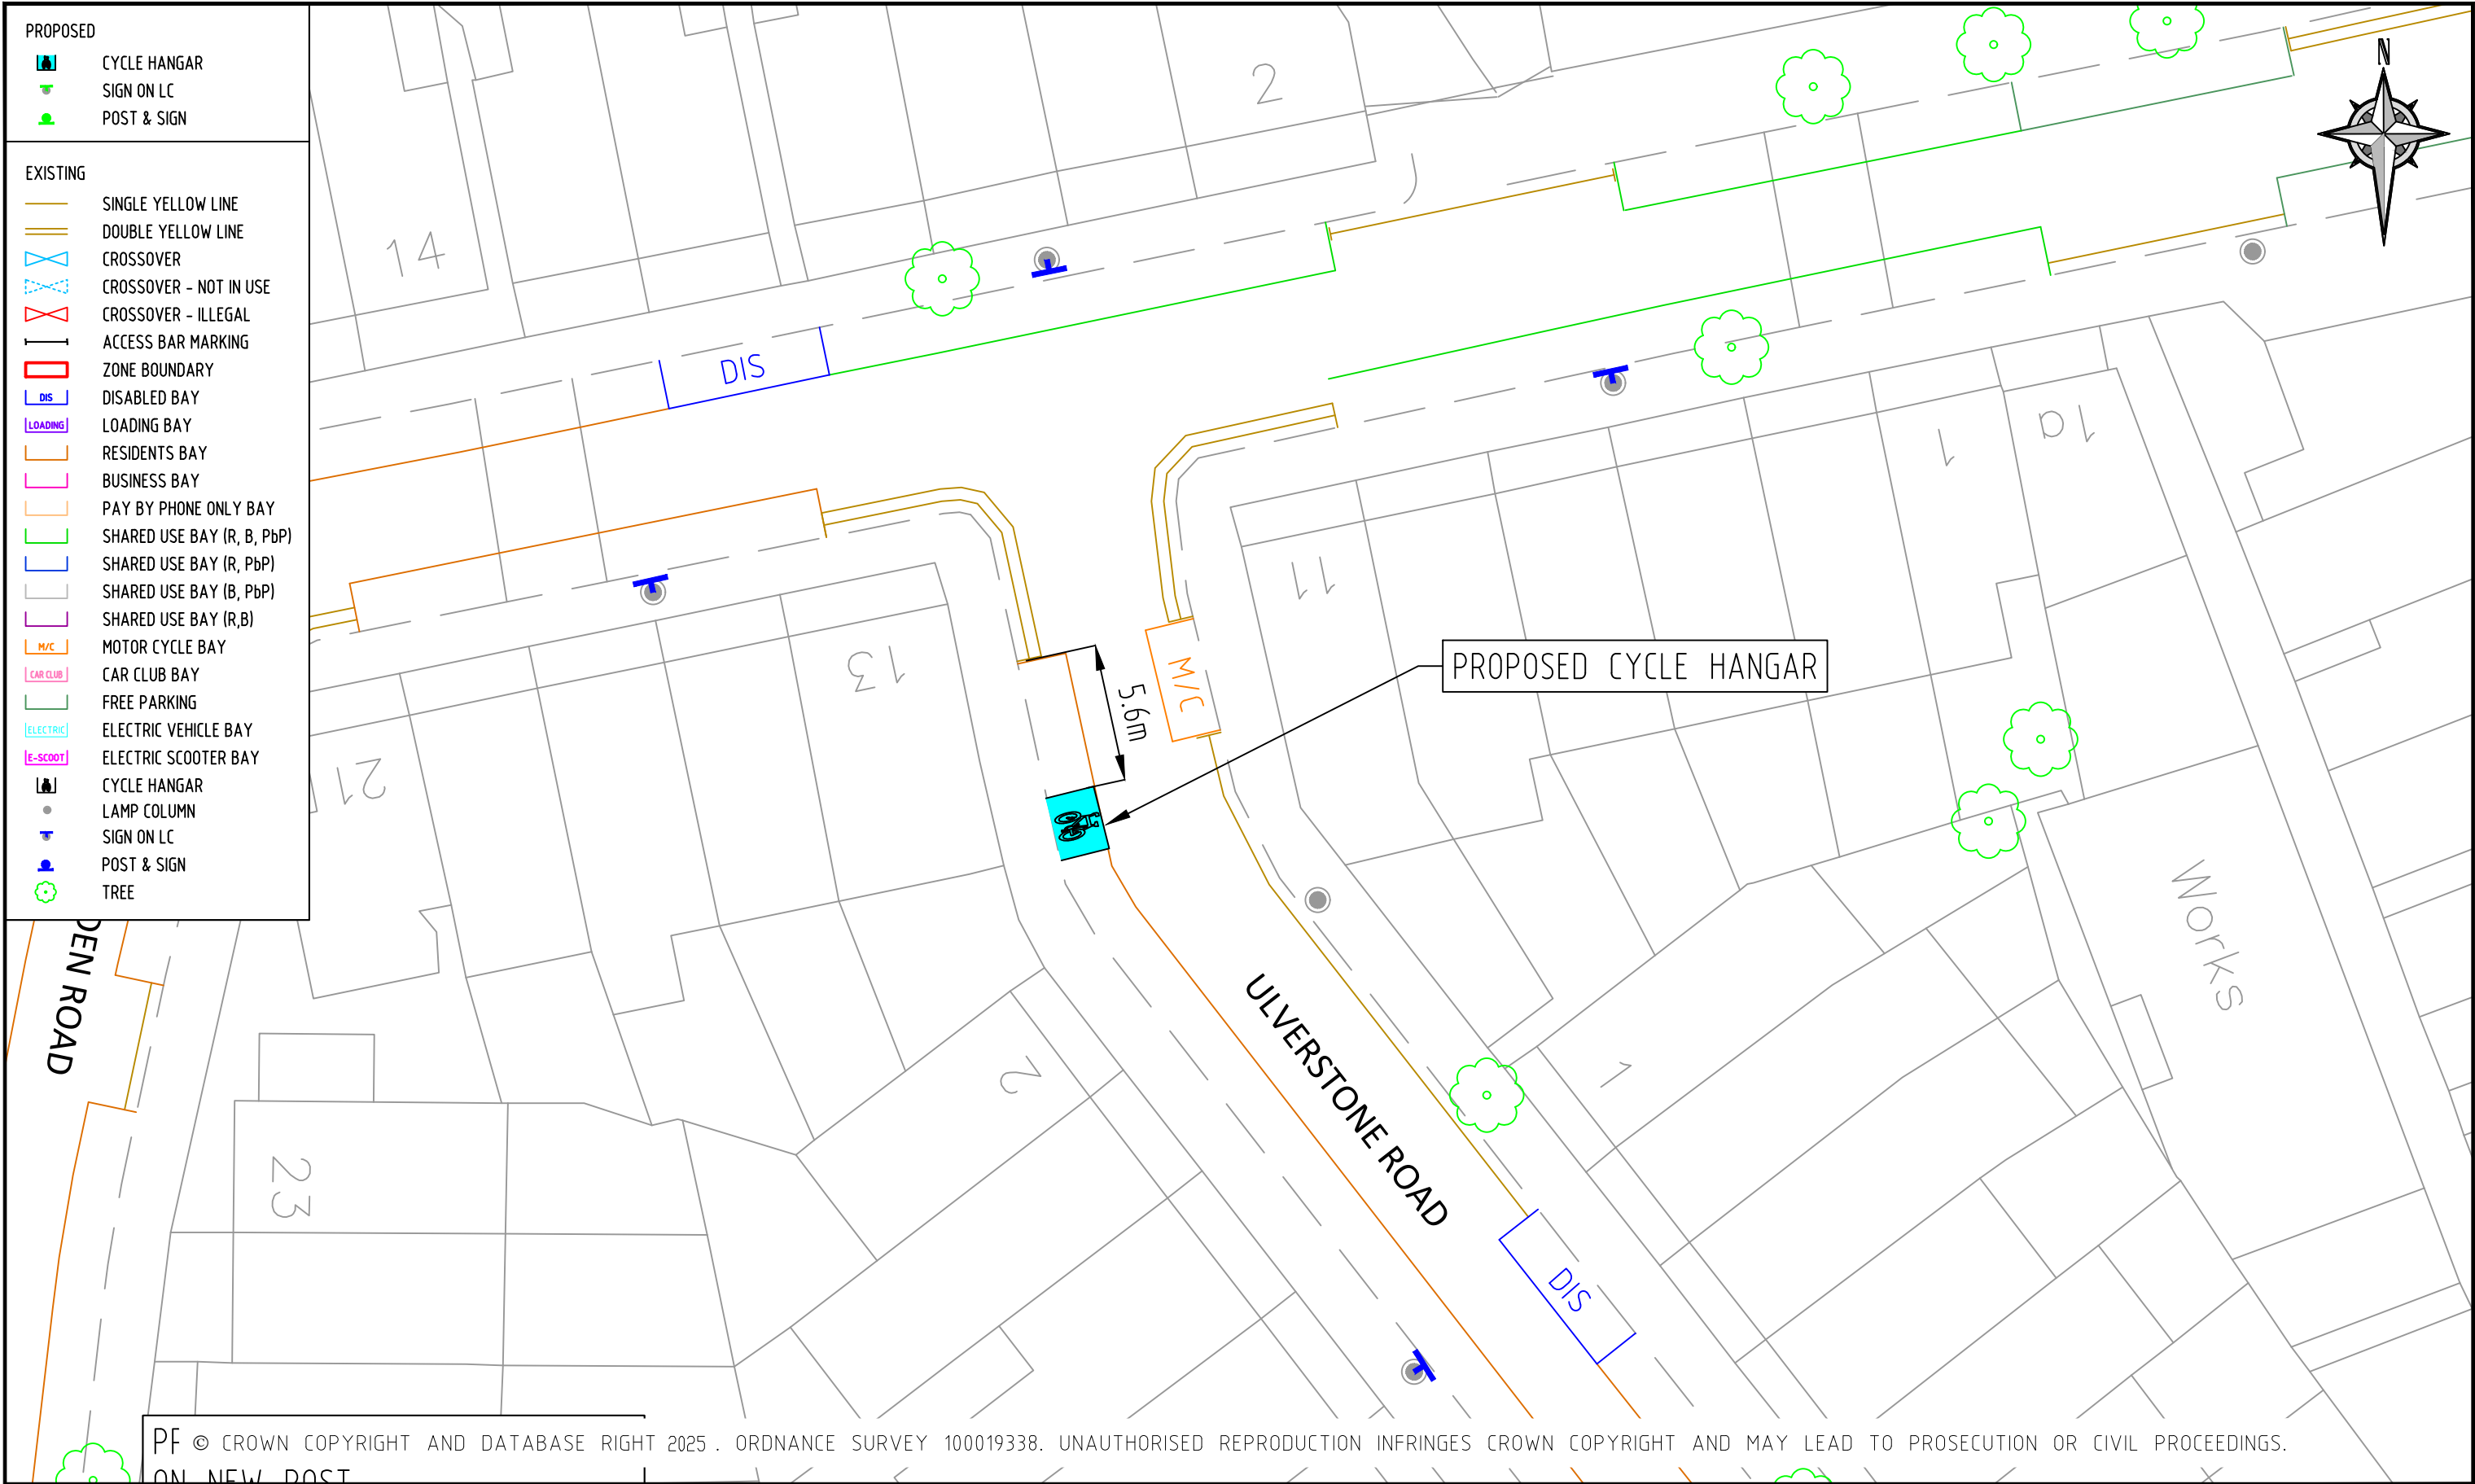 PROPOSED
CYCLE HANGAR
SIGN ON LC
POST & SIGN
EXISTING
SINGLE YELLOW LINE
DOUBLE YELLOW LINE
CROSSOVER
CROSSOVER - NOT IN USE
CROSSOVER - ILLEGAL
ACCESS BAR MARKING
ZONE BOUNDARY
DIS DISABLED BAY
LOADING LOADING BAY
RESIDENTS BAY
BUSINESS BAY
PAY BY PHONE ONLY BAY
SHARED USE BAY (R, B, PbP)
SHARED USE BAY (R, PbP)
SHARED USE BAY (B, PbP)
SHARED USE BAY (R,B)
M/C MOTOR CYCLE BAY
CAR CLUB CAR CLUB BAY
FREE PARKING
ELECTRIC ELECTRIC VEHICLE BAY
E-SCOOT ELECTRIC SCOOTER BAY
CYCLE HANGAR
LAMP COLUMN
SIGN ON LC
POST & SIGN
TREE
N
2
14
DIS
1a
1
11
13
M/C
5.6m
PROPOSED CYCLE HANGAR
21
DEN ROAD
Works
ULVERSTONE ROAD
2
1
23
DIS
PF © CROWN COPYRIGHT AND DATABASE RIGHT 2025. ORDNANCE SURVEY 100019338. UNAUTHORISED REPRODUCTION INFRINGES CROWN COPYRIGHT AND MAY LEAD TO PROSECUTION OR CIVIL PROCEEDINGS.
ON NEW POST